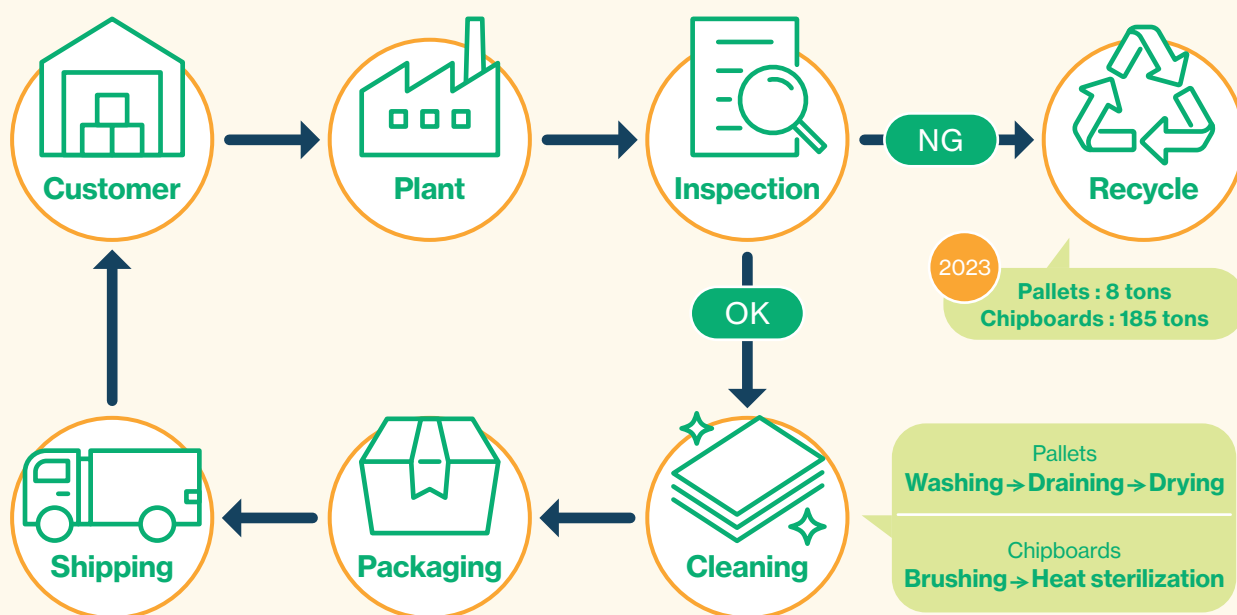 Customer
Plant
Inspection
NG
Recycle
2023
Pallets : 8 tons
Chipboards : 185 tons
OK
Shipping
Packaging
Cleaning
Pallets
Washing→Draining→Drying
Chipboards
Brushing→Heat sterilization